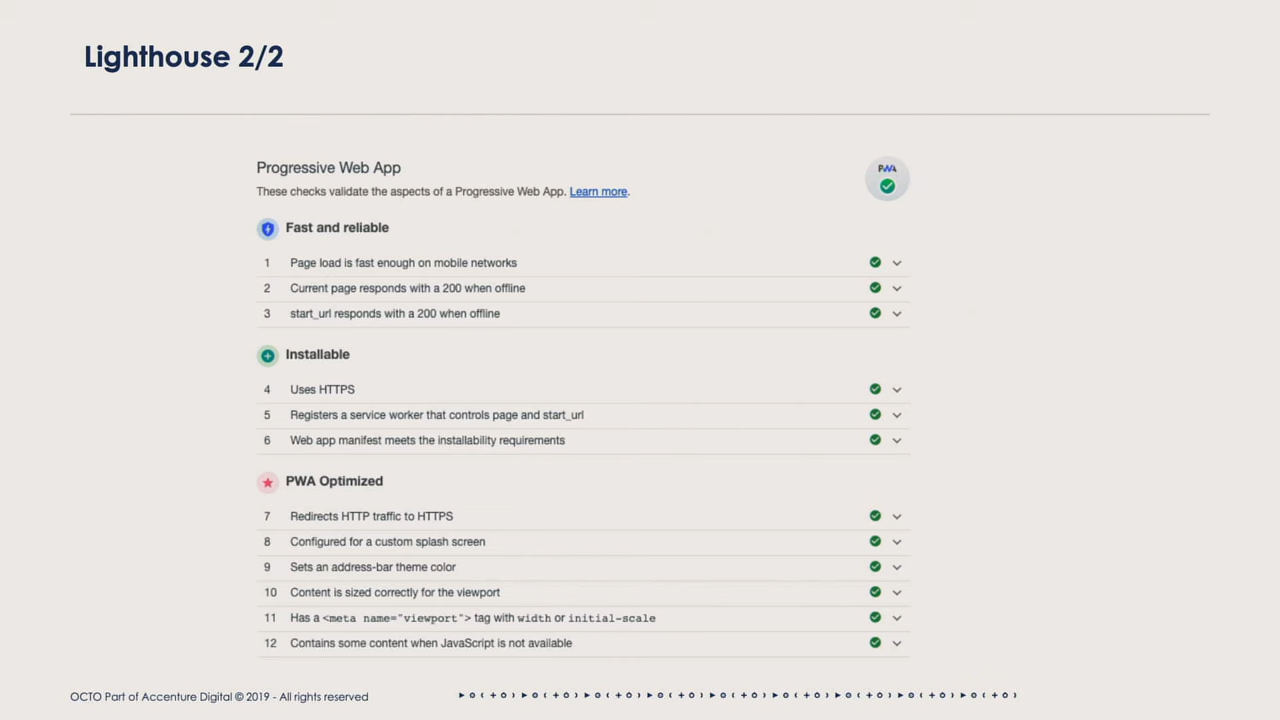 Lighthouse 2/2
Progressive Web App
PWA
These checks validate the aspects of a Progressive Web App. Learn more.
Fast and reliable
1 Page load is fast enough on mobile networks
2 Current page responds with a 200 when offline
3 start_url responds with a 200 when offline
Installable
4 Uses HTTPS
5 Registers a service worker that controls page and start_url
6 Web app manifest meets the installability requirements
PWA Optimized
7 Redirects HTTP traffic to HTTPS
8 Configured for a custom splash screen
9 Sets an address-bar theme color
10 Content is sized correctly for the viewport
11 Has a <meta name="viewport"> tag with width or initial-scale
12 Contains some content when JavaScript is not available
OCTO Part of Accenture Digital © 2019 - All rights reserved